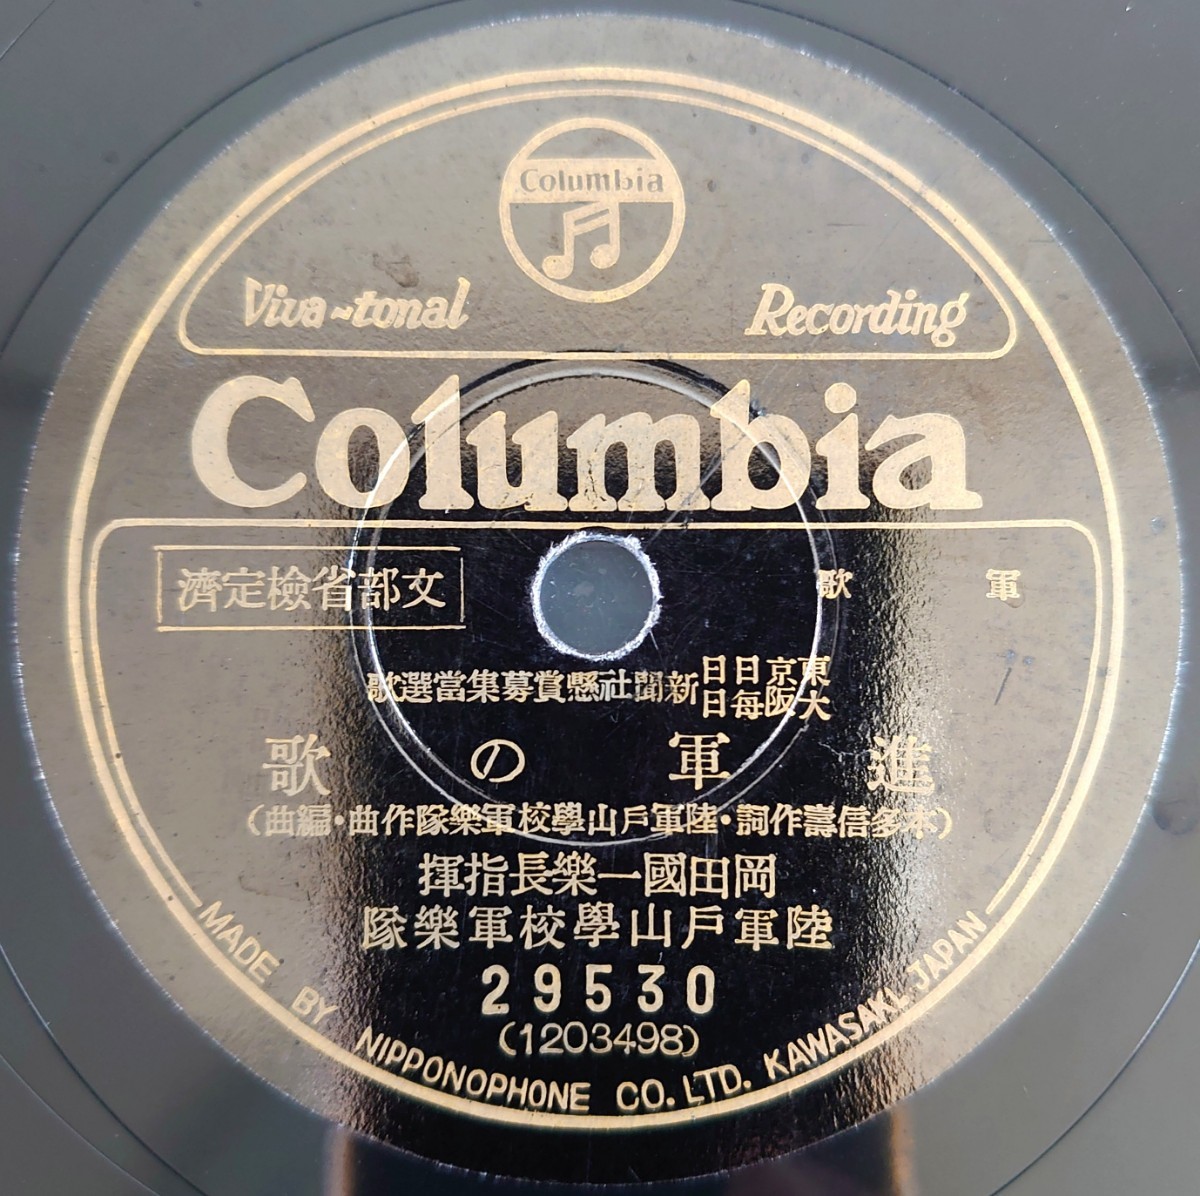 Columbia
Viva-tonal Recording
Columbia
軍歌
文部省檢定濟
東京日日
大阪毎日
新聞社懸賞募集當選歌
進軍の歌
(本多信壽作詞・陸軍戸山學校軍樂隊作曲・編曲)
岡田國一樂長指揮
陸軍戸山學校軍樂隊
29530
(1203498)
MADE BY NIPPONOPHONE CO. LTD. KAWASAKI, JAPAN